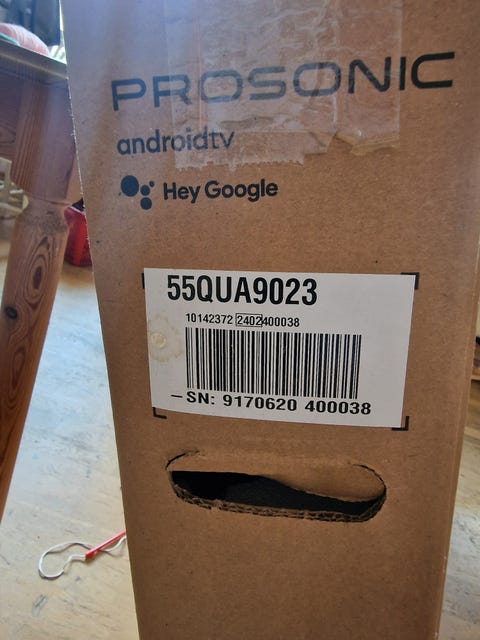 PROSONIC
androidtv
Hey Google
55QUA9023
10142372 2402400038
SN: 9170620 400038